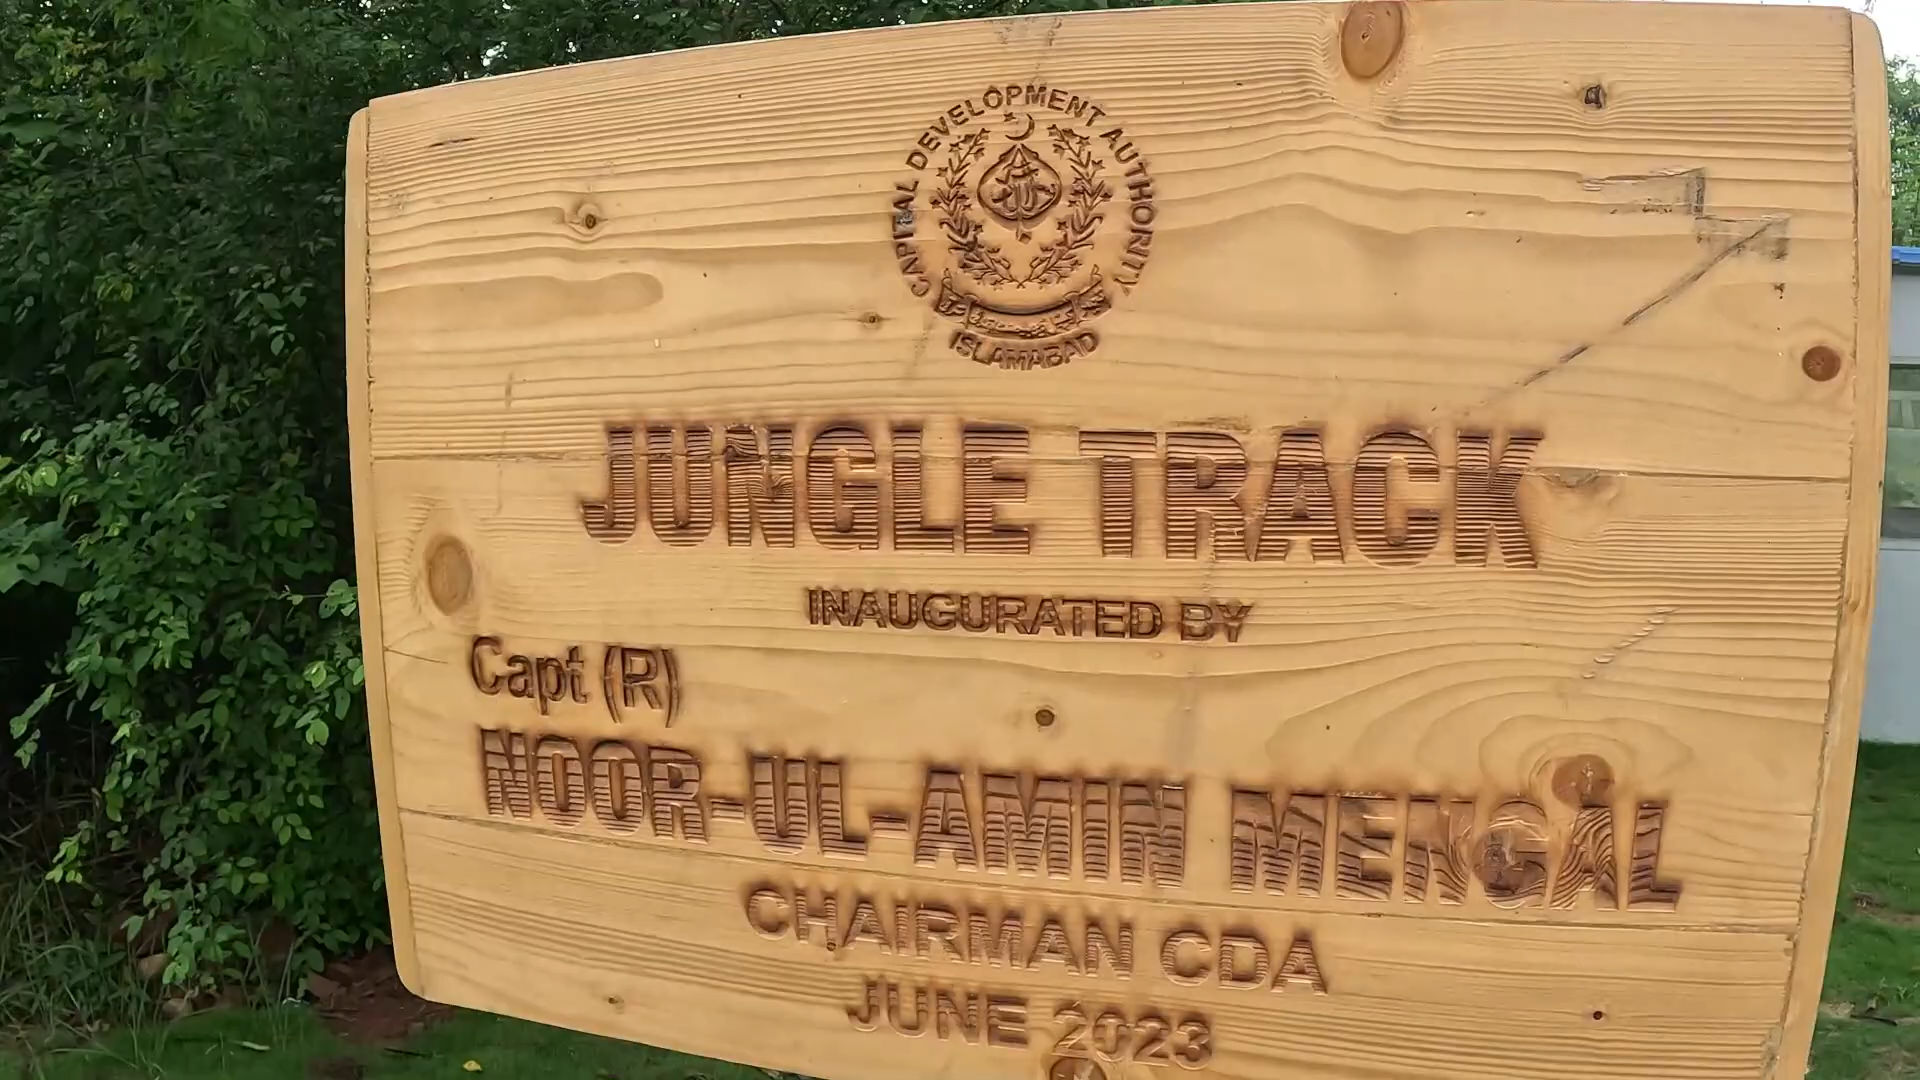 CAPITAL DEVELOPMENT AUTHORITY
ISLAMABAD
JUNGLE TRACK
INAUGURATED BY
Capt (R)
NOOR-UL-AMIN MENGAL
CHAIRMAN CDA
JUNE 2023